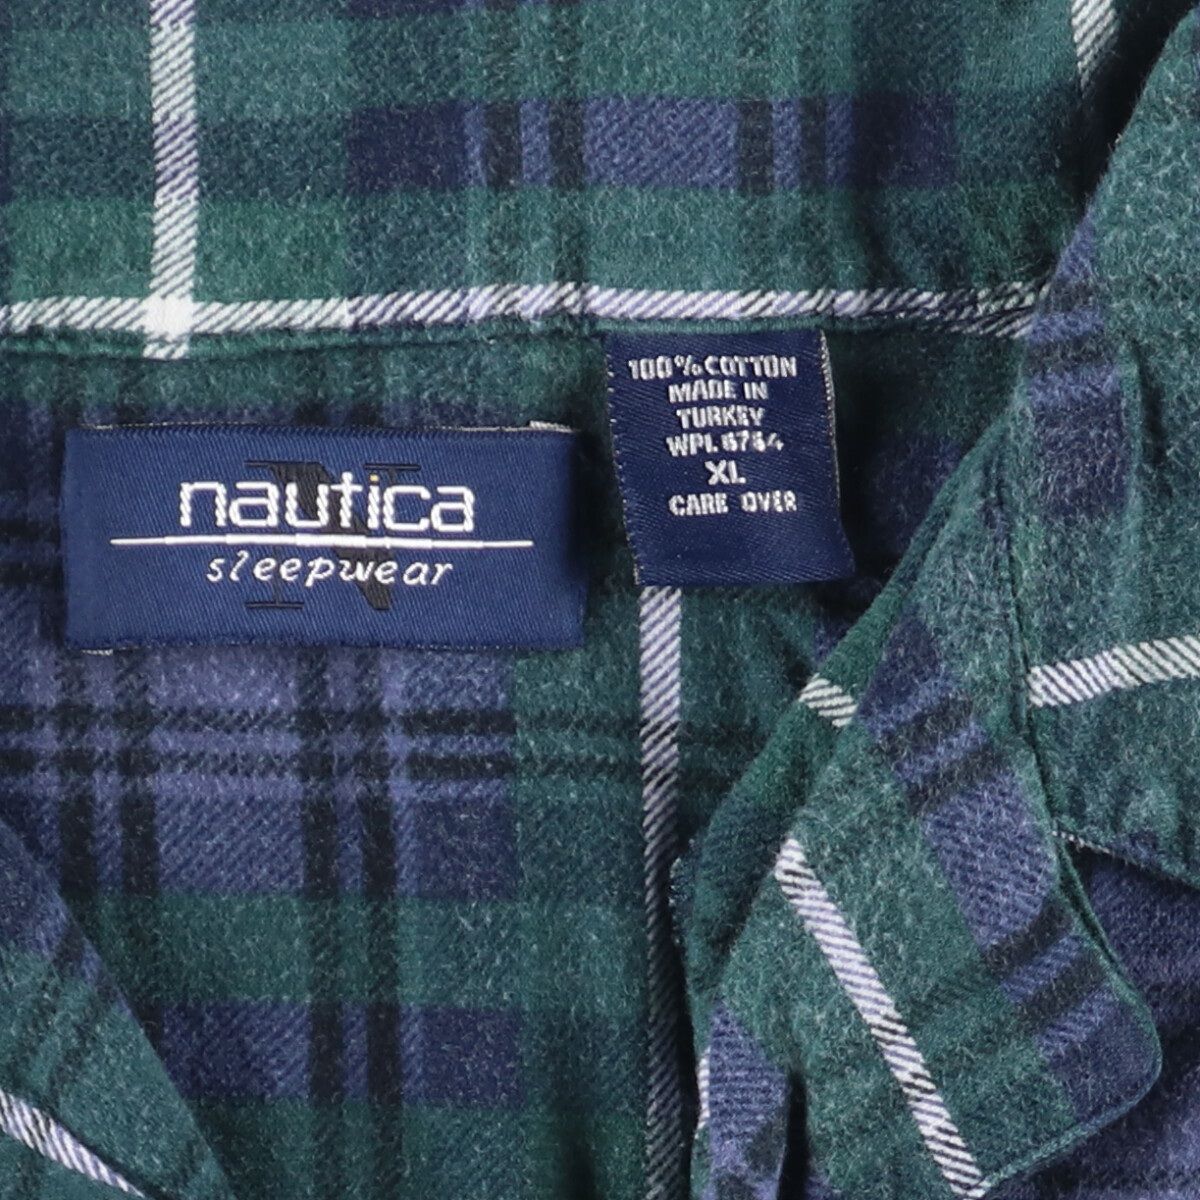 nautica
sleepwear
100% COTTON
MADE IN
TURKEY
WPL 6764
XL
CARE OVER